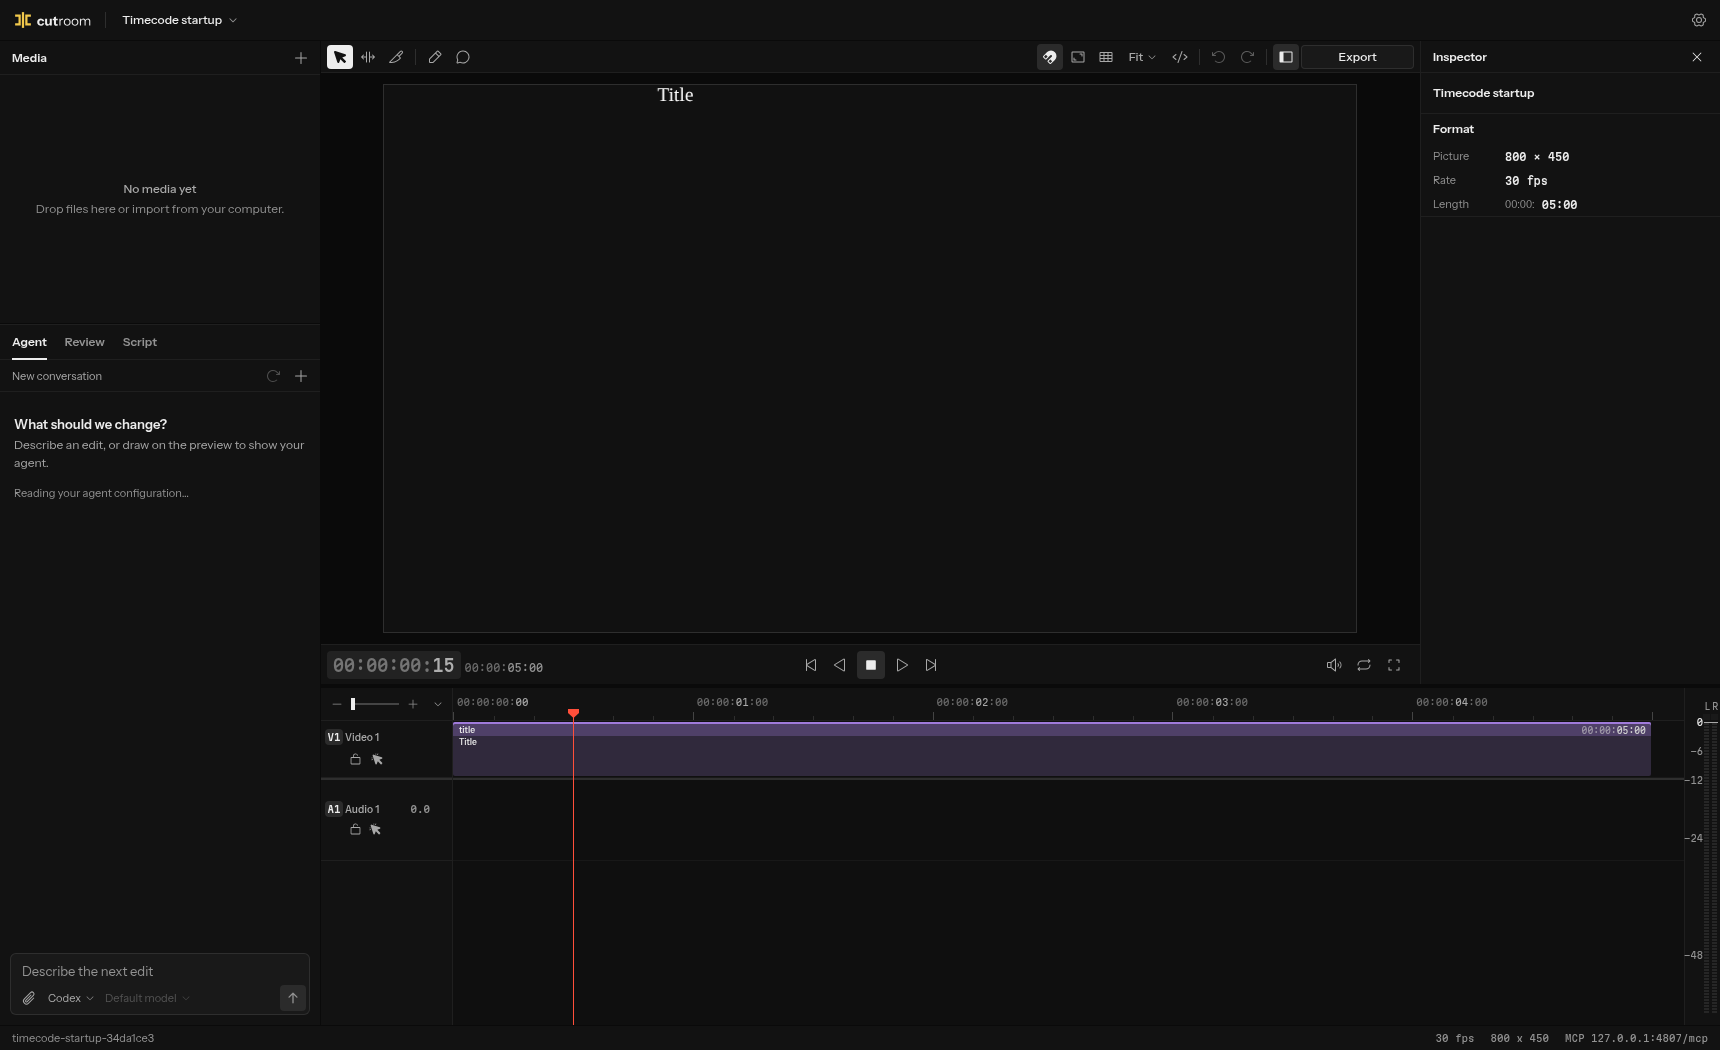 cutroom
Timecode startup
Media
No media yet
Drop files here or import from your computer.
Agent Review Script
New conversation
What should we change?
Describe an edit, or draw on the preview to show your
agent.
Reading your agent configuration...
Describe the next edit
Codex Default model
timecode-startup-34da1ce3
Fit
Export
Title
00:00:00:15 00:00:05:00
00:00:00:00 00:00:01:00 00:00:02:00 00:00:03:00 00:00:04:00
V1 Video 1
title 00:00:05:00
Title
A1 Audio 1 0.0
L R
0
-6
-12
-24
-48
Inspector
Timecode startup
Format
Picture 800 × 450
Rate 30 fps
Length 00:00:05:00
30 fps 800 x 450 MCP 127.0.0.1:4807/mcp